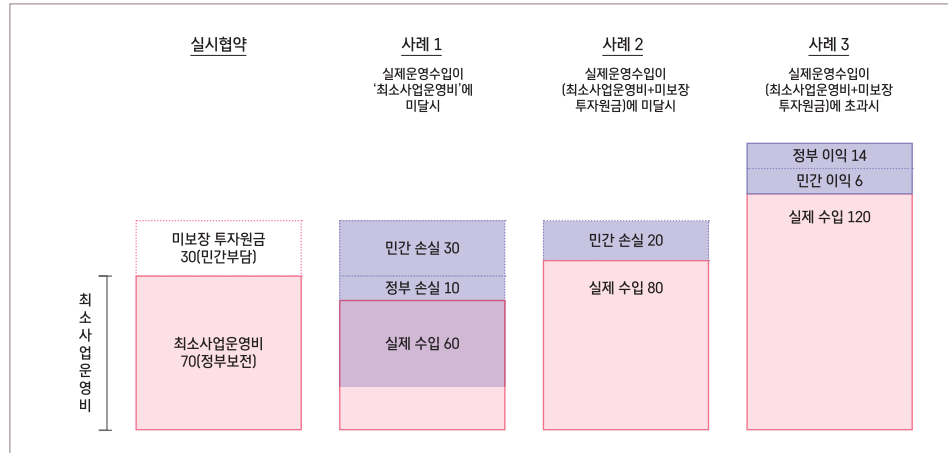 실시협약
사례 1
실제운영수입이
‘최소사업운영비’에
미달시
사례 2
실제운영수입이
(최소사업운영비+미보장
투자원금)에 미달시
사례 3
실제운영수입이
(최소사업운영비+미보장
투자원금)에 초과시
최소사업운영비
미보장 투자원금
30(민간부담)
최소사업운영비
70(정부보전)
민간 손실 30
정부 손실 10
실제 수입 60
민간 손실 20
실제 수입 80
정부 이익 14
민간 이익 6
실제 수입 120